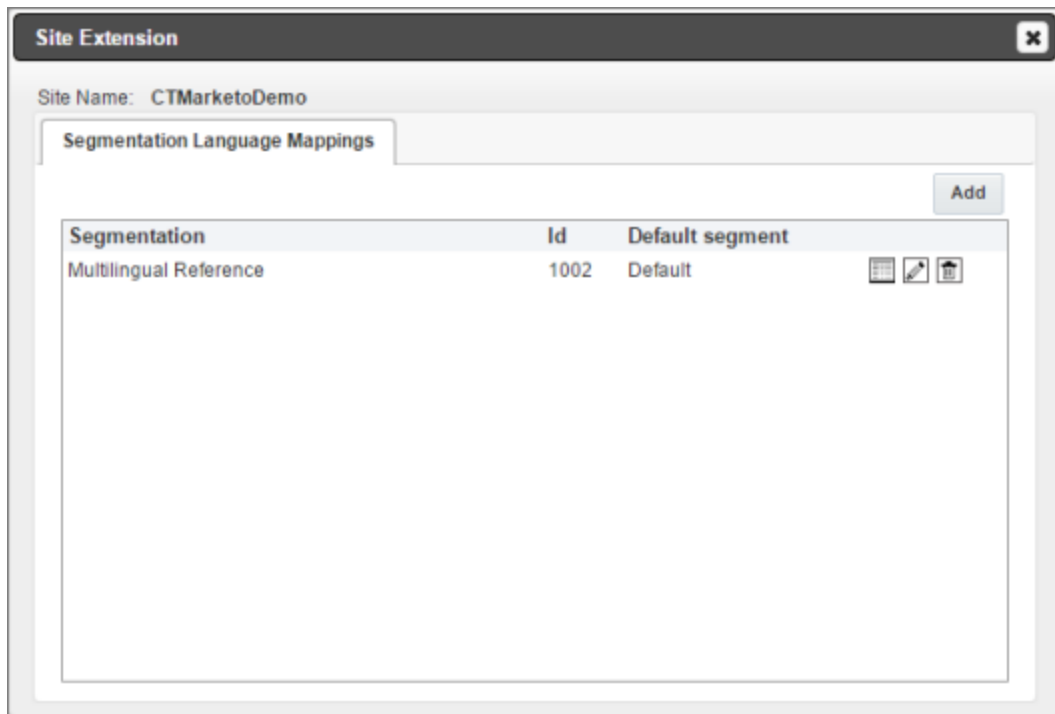 Site Extension
Site Name: CTMarketoDemo
Segmentation Language Mappings
Add
Segmentation Id Default segment
Multilingual Reference 1002 Default